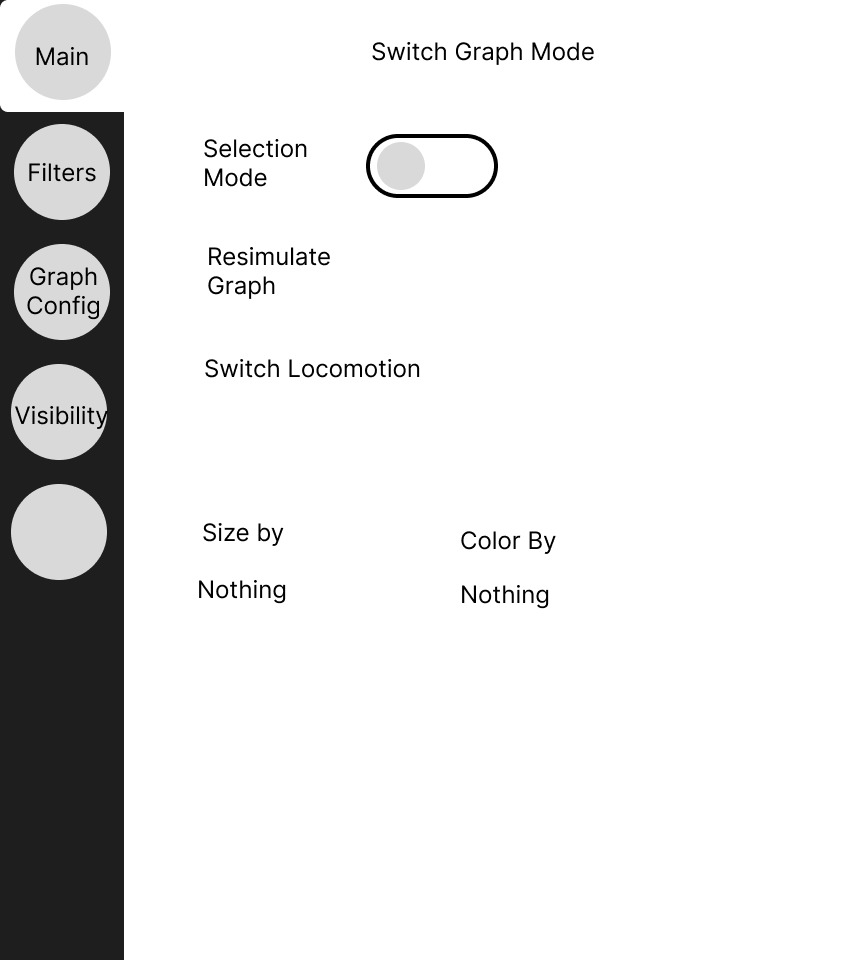 Main
Filters
Graph
Config
Visibility
Switch Graph Mode
Selection
Mode
Resimulate
Graph
Switch Locomotion
Size by
Nothing
Color By
Nothing